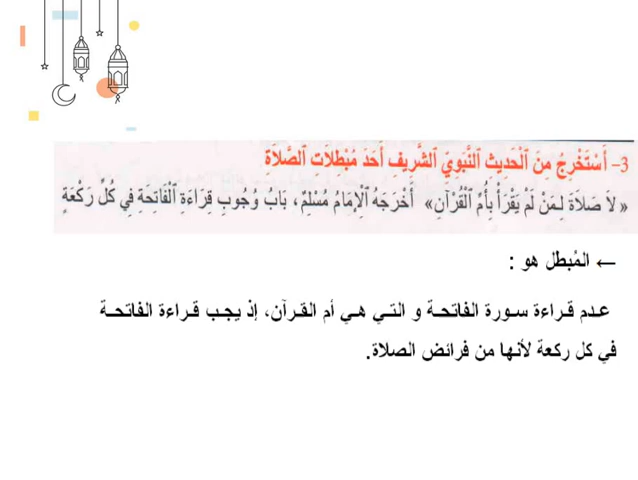 3- أَسْتَخْرِجُ مِنَ ٱلْحَدِيثِ ٱلنَّبَوِيِّ ٱلشَّرِيفِ أَحَدَ مُبْطِلَاتِ ٱلصَّلَاةِ
« لاَ صَلَاةَ لِمَنْ لَمْ يَقْرَأْ بِأُمِّ ٱلْقُرْآنِ» أَخْرَجَهُ ٱلْإِمَامُ مُسْلِمٌ، بَابُ وُجُوبِ قِرَاءَةِ ٱلْفَاتِحَةِ فِي كُلِّ رَكْعَةٍ
← المُبطل هو :
عدم قراءة سورة الفاتحة و التي هي أم القرآن، إذ يجب قراءة الفاتحة
في كل ركعة لأنها من فرائض الصلاة.